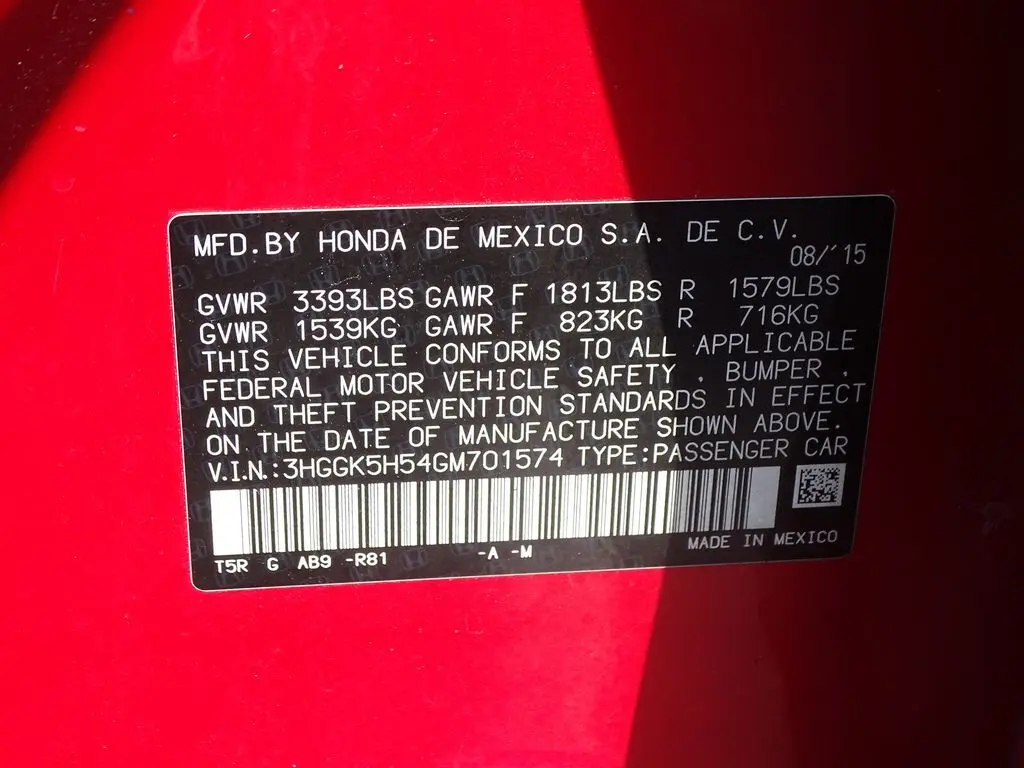 MFD.BY HONDA DE MEXICO S.A. DE C.V.
08/'15
GVWR 3393LBS GAWR F 1813LBS R 1579LBS
GVWR 1539KG GAWR F 823KG R 716KG
THIS VEHICLE CONFORMS TO ALL APPLICABLE
FEDERAL MOTOR VEHICLE SAFETY , BUMPER ,
AND THEFT PREVENTION STANDARDS IN EFFECT
ON THE DATE OF MANUFACTURE SHOWN ABOVE.
V.I.N.:3HGGK5H54GM701574 TYPE:PASSENGER CAR
MADE IN MEXICO
T5R G AB9 -R81 -A -M